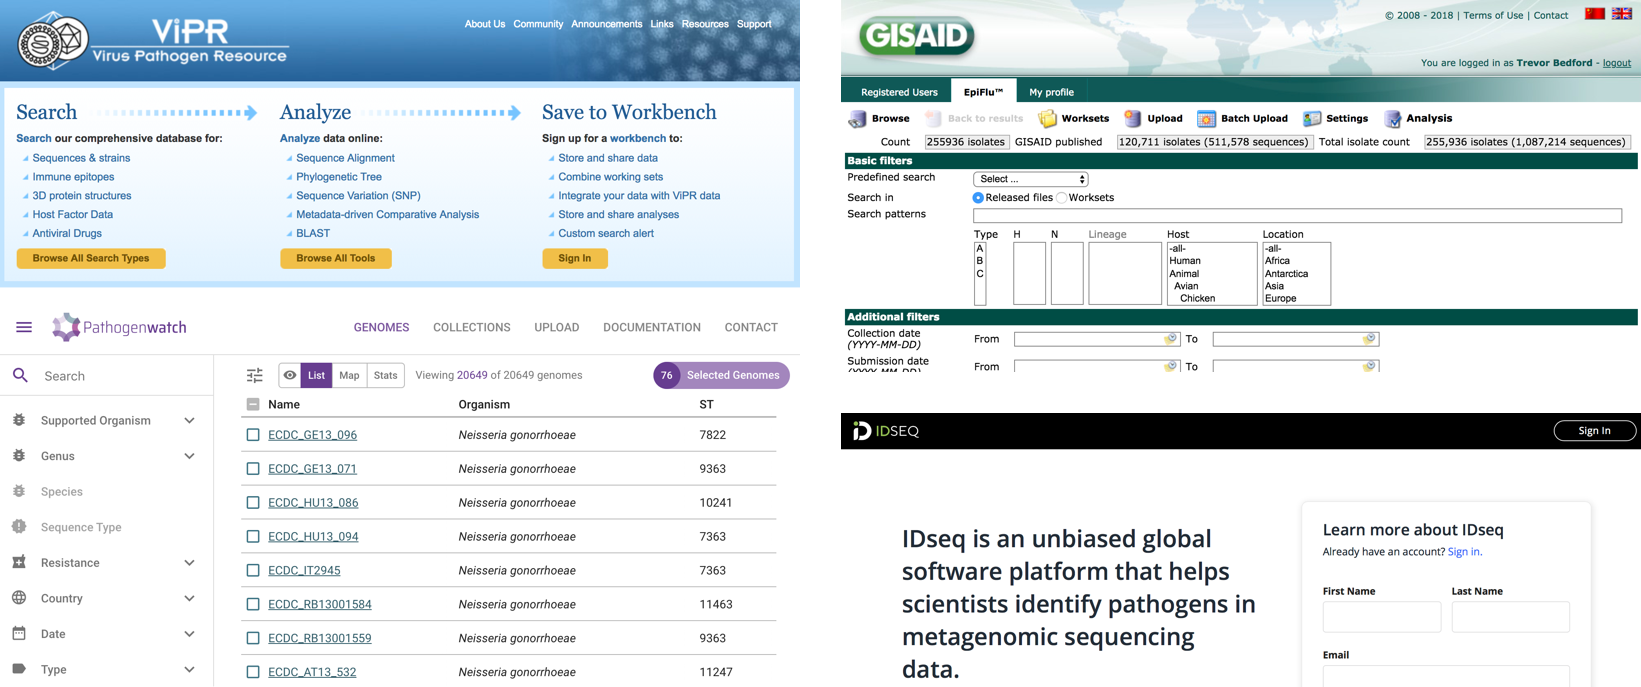 ViPR
Virus Pathogen Resource
About Us Community Announcements Links Resources Support
Search
Search our comprehensive database for:
Sequences & strains
Immune epitopes
3D protein structures
Host Factor Data
Antiviral Drugs
Browse All Search Types
Analyze
Analyze data online:
Sequence Alignment
Phylogenetic Tree
Sequence Variation (SNP)
Metadata-driven Comparative Analysis
BLAST
Browse All Tools
Save to Workbench
Sign up for a workbench to:
Store and share data
Combine working sets
Integrate your data with ViPR data
Store and share analyses
Custom search alert
Sign In
GISAID
© 2008 - 2018 | Terms of Use | Contact
You are logged in as Trevor Bedford - logout
Registered Users EpiFlu™ My profile
Browse Back to results Worksets Upload Batch Upload Settings Analysis
Count 255936 isolates GISAID published 120,711 isolates (511,578 sequences) Total isolate count 255,936 isolates (1,087,214 sequences)
Basic filters
Predefined search Select ...
Search in Released files Worksets
Search patterns
Type H N Lineage Host Location
A -all- -all-
B Human Africa
C Animal Antarctica
Avian Asia
Chicken Europe
Additional filters
Collection date
(YYYY-MM-DD) From To
Submission date
(YYYY-MM-DD) From To
Pathogenwatch
GENOMES COLLECTIONS UPLOAD DOCUMENTATION CONTACT
Search
Supported Organism
Genus
Species
Sequence Type
Resistance
Country
Date
Type
List Map Stats Viewing 20649 of 20649 genomes 76 Selected Genomes
Name Organism ST
ECDC_GE13_096 Neisseria gonorrhoeae 7822
ECDC_GE13_071 Neisseria gonorrhoeae 9363
ECDC_HU13_086 Neisseria gonorrhoeae 10241
ECDC_HU13_094 Neisseria gonorrhoeae 7363
ECDC_IT2945 Neisseria gonorrhoeae 7363
ECDC_RB13001584 Neisseria gonorrhoeae 11463
ECDC_RB13001559 Neisseria gonorrhoeae 9363
ECDC_AT13_532 Neisseria gonorrhoeae 11247
iD IDSEQ
Sign In
IDseq is an unbiased global
software platform that helps
scientists identify pathogens in
metagenomic sequencing
data.
Learn more about IDseq
Already have an account? Sign in.
First Name Last Name
Email